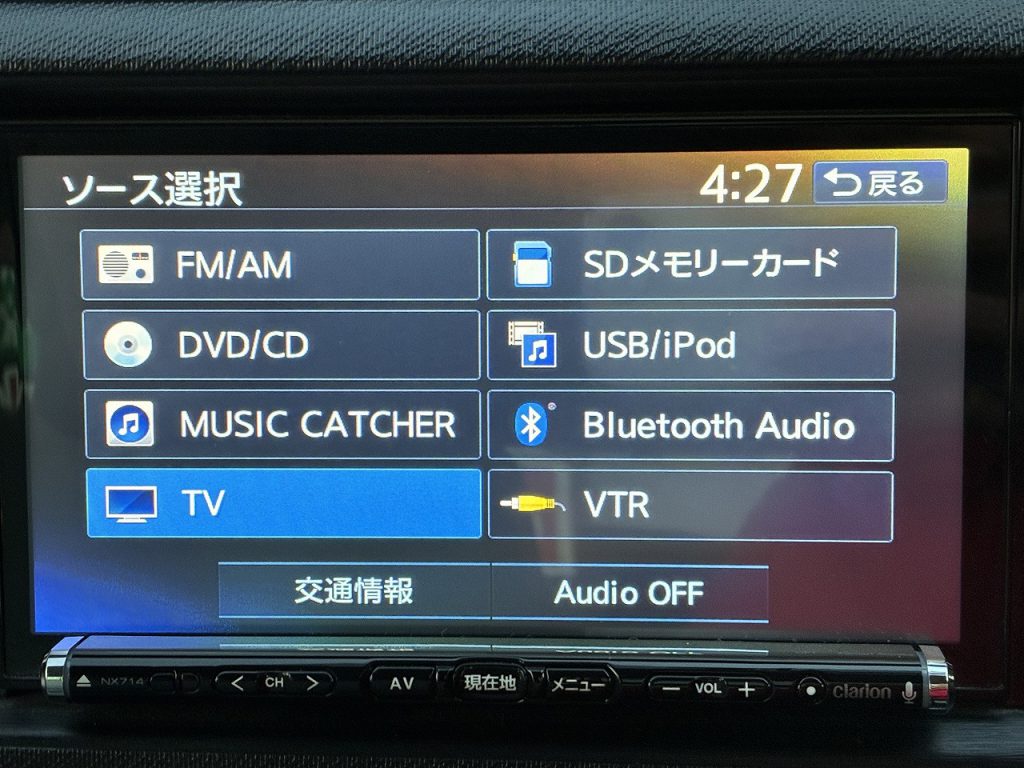 ソース選択 4:27 戻る
FM/AM SDメモリーカード
DVD/CD USB/iPod
MUSIC CATCHER Bluetooth Audio
TV VTR
交通情報 Audio OFF
NX714 < CH > AV 現在地 メニュー − VOL + clarion